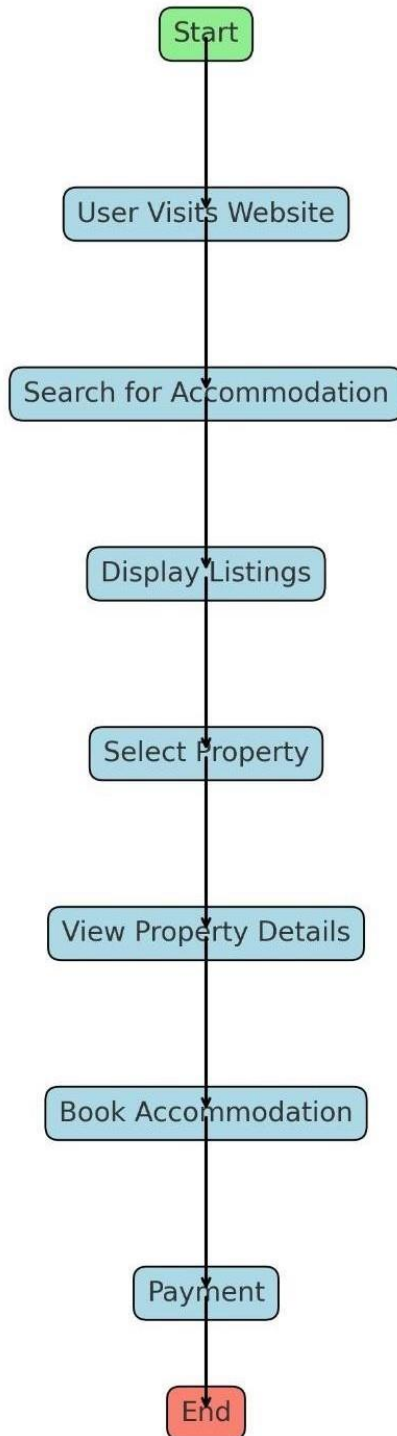 Start
User Visits Website
Search for Accommodation
Display Listings
Select Property
View Property Details
Book Accommodation
Payment
End